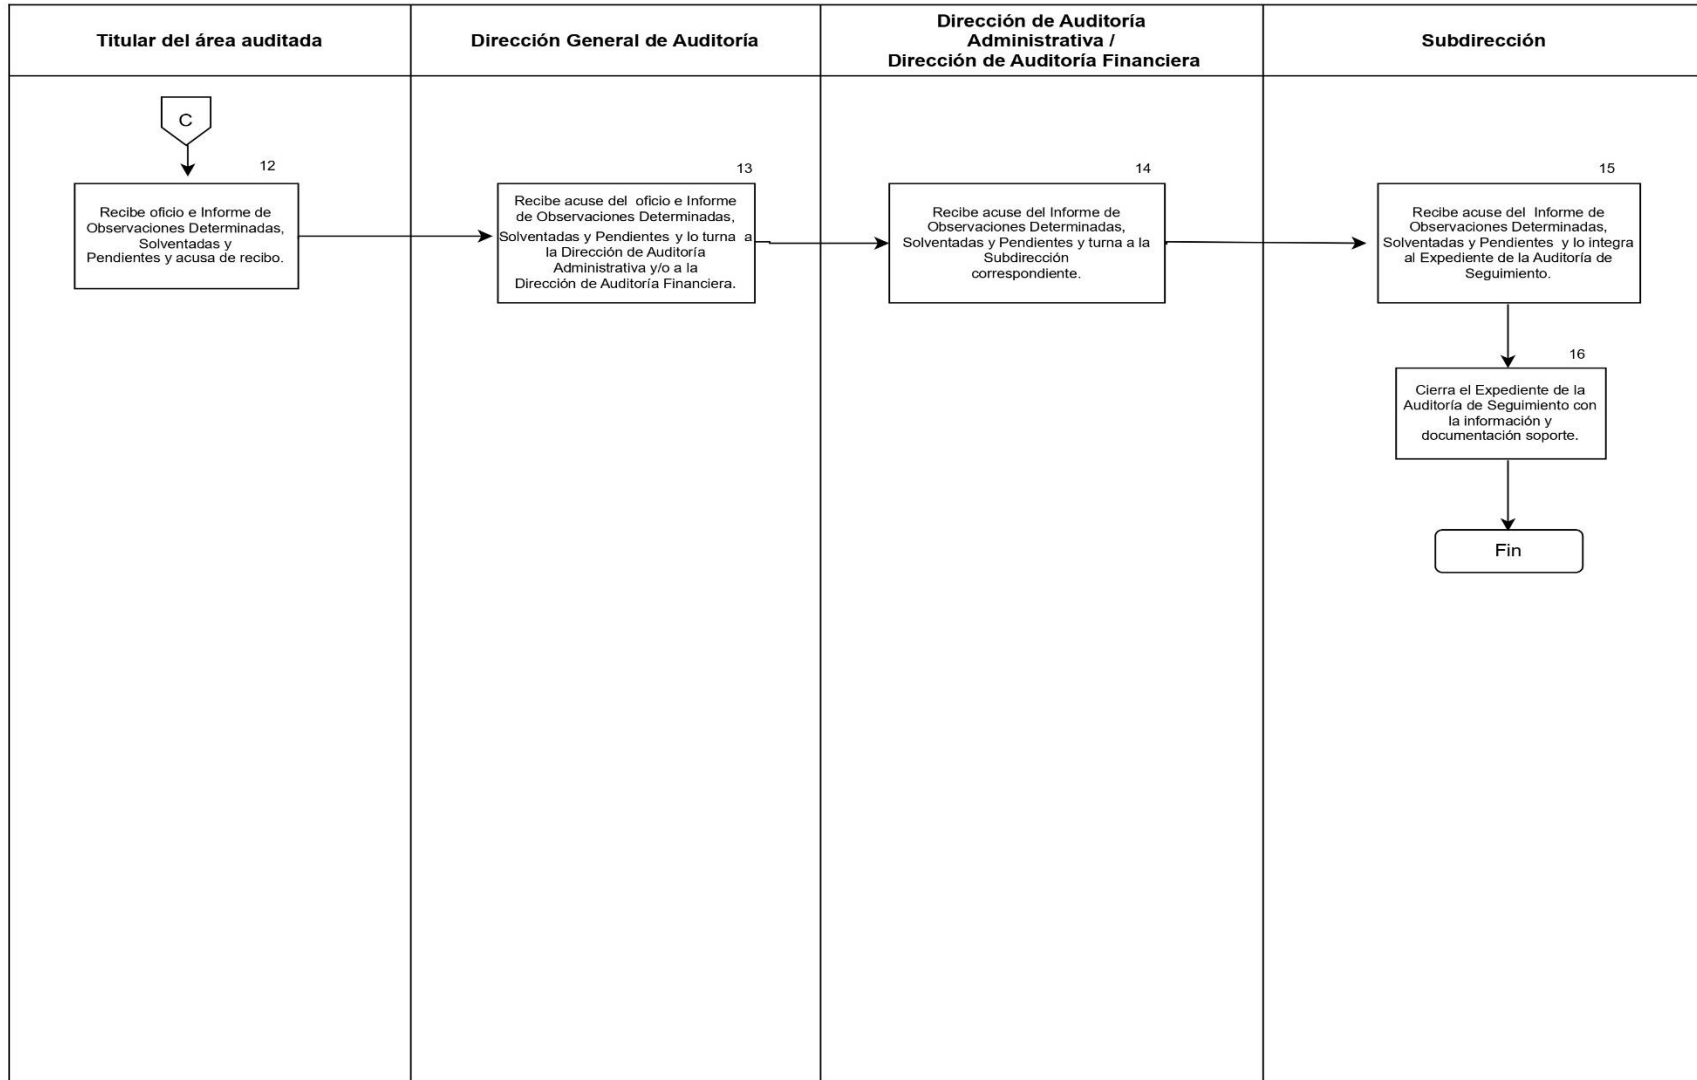 Titular del área auditada
Dirección General de Auditoría
Dirección de Auditoría
Administrativa /
Dirección de Auditoría Financiera
Subdirección
C
12
Recibe oficio e Informe de
Observaciones Determinadas,
Solventadas y
Pendientes y acusa de recibo.
13
Recibe acuse del oficio e Informe
de Observaciones Determinadas,
Solventadas y Pendientes y lo turna a
la Dirección de Auditoría
Administrativa y/o a la
Dirección de Auditoría Financiera.
14
Recibe acuse del Informe de
Observaciones Determinadas,
Solventadas y Pendientes y turna a la
Subdirección
correspondiente.
15
Recibe acuse del Informe de
Observaciones Determinadas,
Solventadas y Pendientes y lo integra
al Expediente de la Auditoría de
Seguimiento.
16
Cierra el Expediente de la
Auditoría de Seguimiento con
la información y
documentación soporte.
Fin